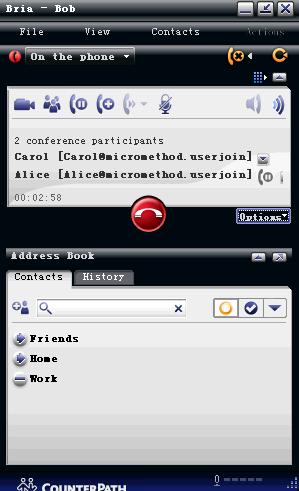 Bria - Bob
File View Contacts Actions
On the phone
2 conference participants
Carol [Carol@micromethod.userjoin]
Alice [Alice@micromethod.userjoin]
00:02:58
Options
Address Book
Contacts History
Friends
Home
Work
COUNTERPATH